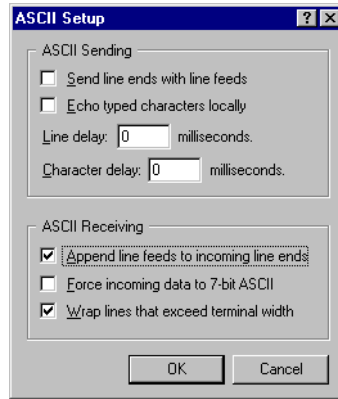 ASCII Setup
ASCII Sending
Send line ends with line feeds
Echo typed characters locally
Line delay: 0 milliseconds.
Character delay: 0 milliseconds.
ASCII Receiving
Append line feeds to incoming line ends
Force incoming data to 7-bit ASCII
Wrap lines that exceed terminal width
OK Cancel